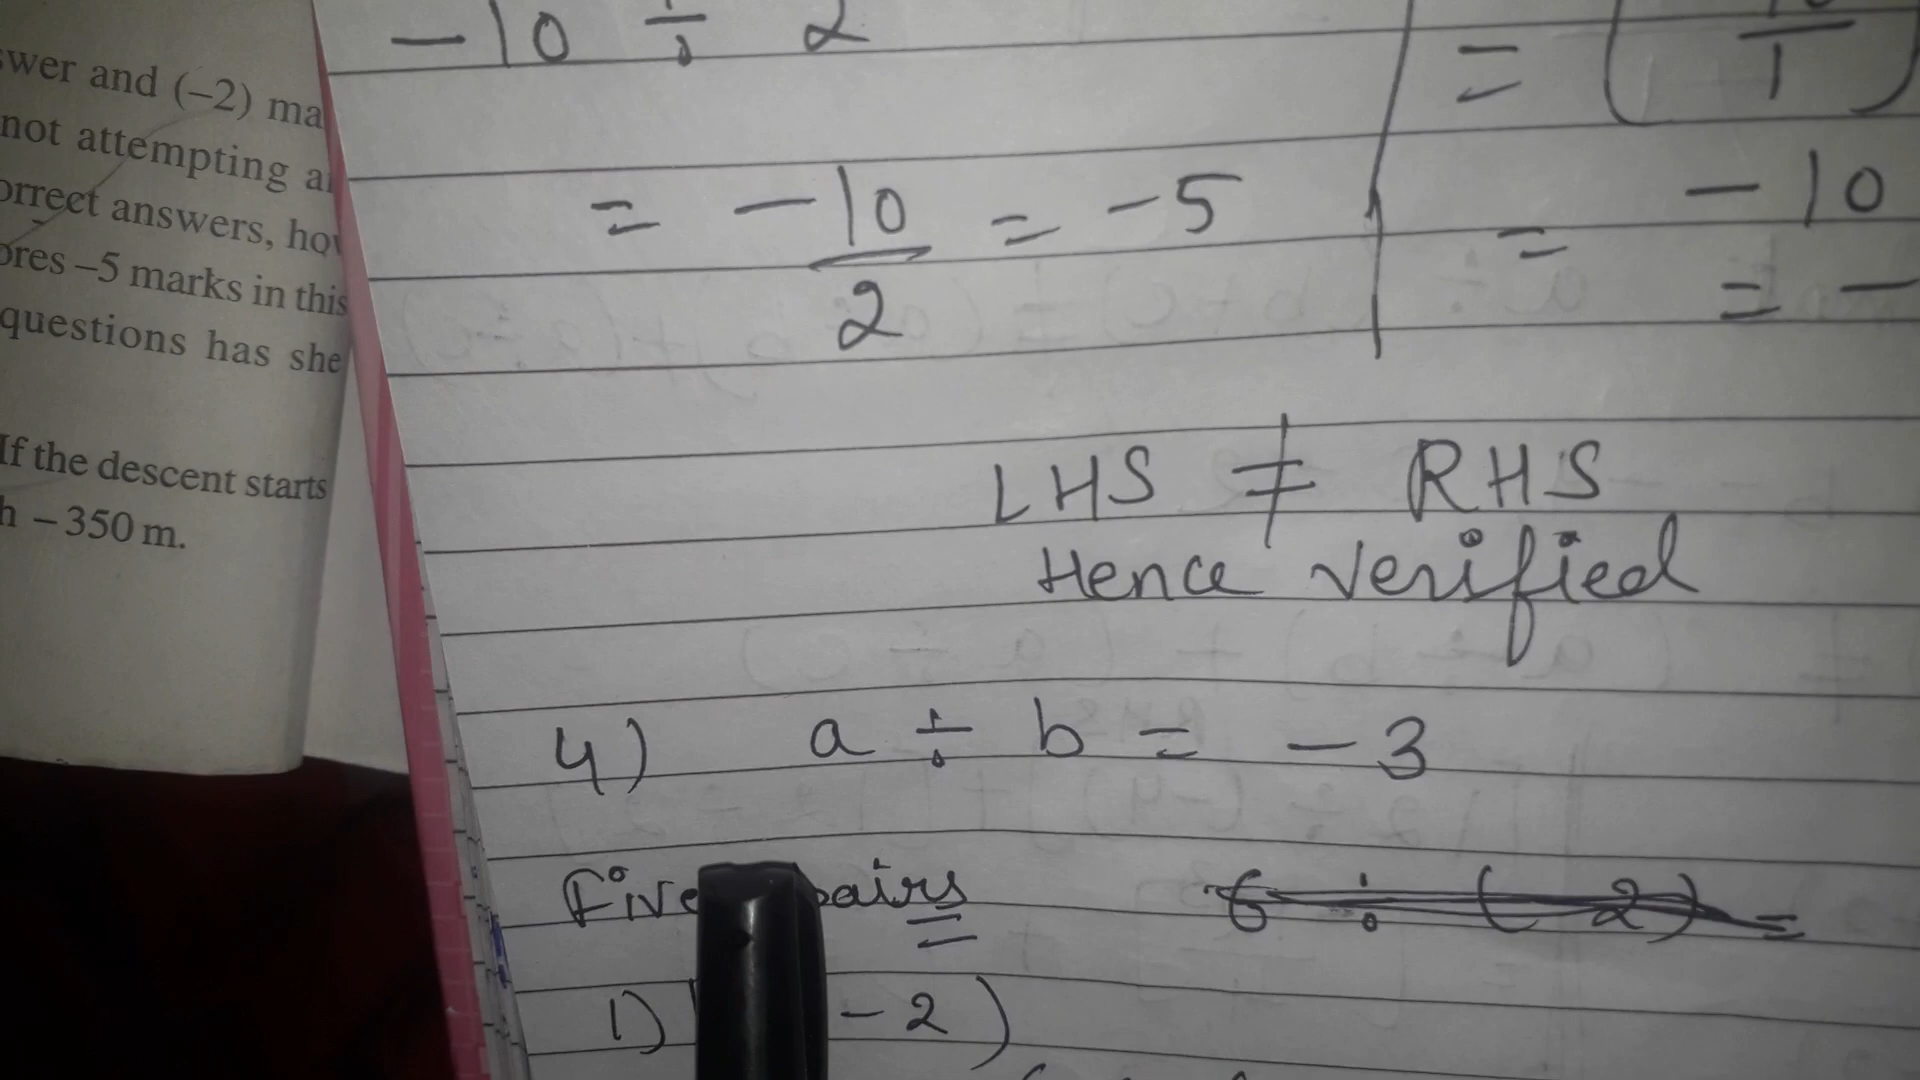 swer and (-2) ma
not attempting a
orrect answers, how
ores -5 marks in this
questions has she
If the descent starts
h - 350 m.
-10 ÷ 2
= -10/2 = -5
= ( /1)
= -10
= -
LHS ≠ RHS
Hence verified
4) a ÷ b = -3
Five pairs 6 ÷ (-2) =
1) -2)